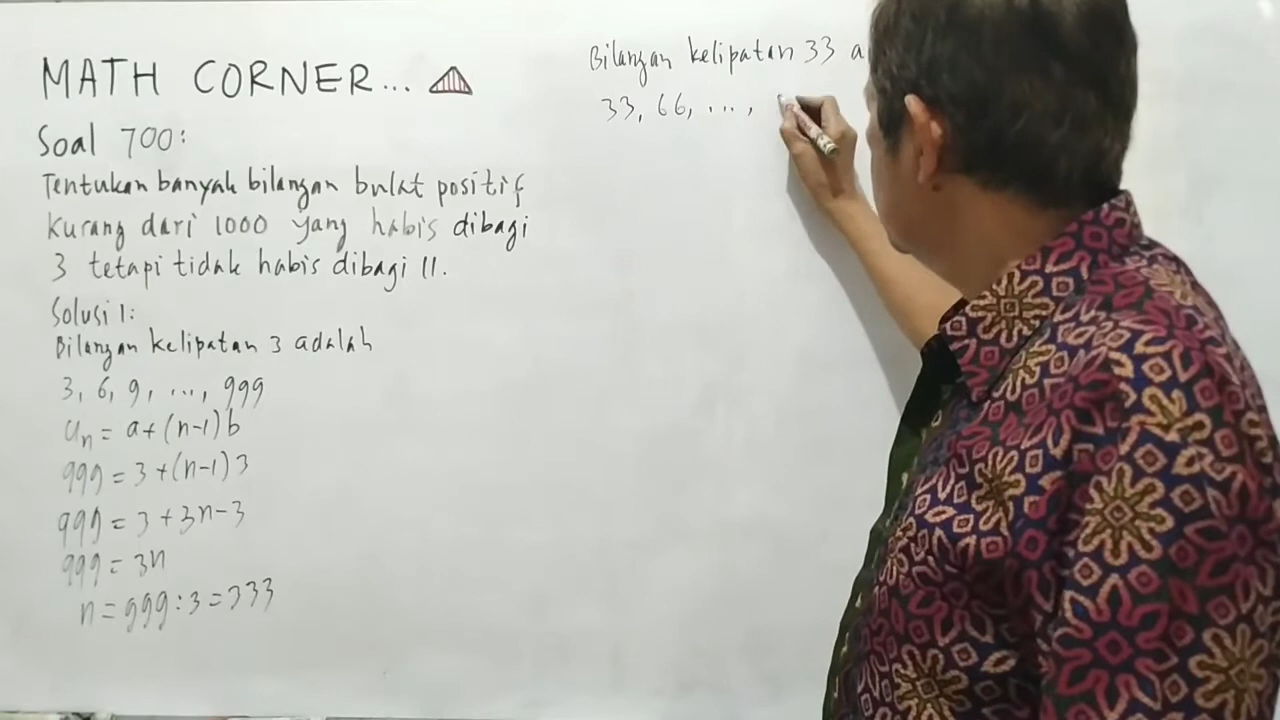 MATH CORNER...
Soal 700:
Tentukan banyak bilangan bulat positif
kurang dari 1000 yang habis dibagi
3 tetapi tidak habis dibagi 11.
Solusi 1:
Bilangan kelipatan 3 adalah
3, 6, 9, ..., 999
Un = a+(n-1)b
999 = 3+(n-1)3
999 = 3+3n-3
999 = 3n
n = 999:3=333
Bilangan kelipatan 33 a
33, 66, ...,